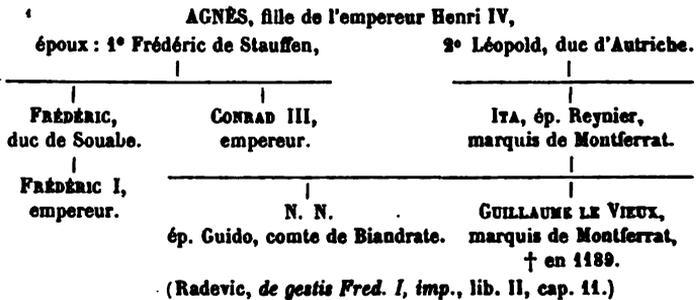 ¹ AGNÈS, fille de l'empereur Henri IV,
époux : 1° Frédéric de Stauffen, 2° Léopold, duc d'Autriche.
FRÉDÉRIC, CONRAD III, ITA, ép. Reynier,
duc de Souabe. empereur. marquis de Montferrat.
FRÉDÉRIC I, N. N. GUILLAUME LE VIEUX,
empereur. ép. Guido, comte de Biandrate. marquis de Montferrat,
† en 1189.
(Radevic, de gestis Fred. I, imp., lib. II, cap. 11.)